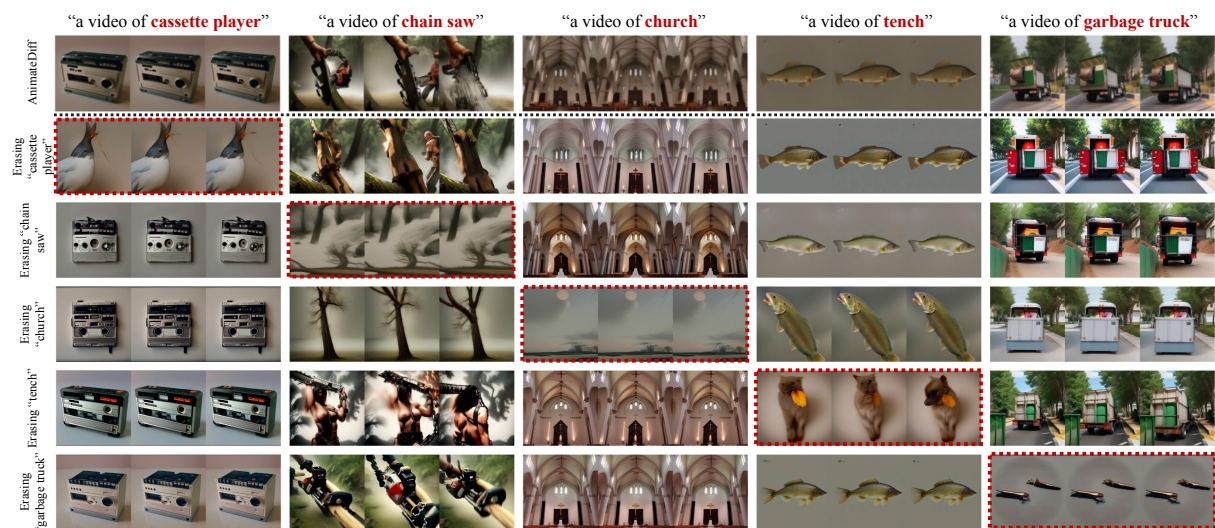 “a video of cassette player” “a video of chain saw” “a video of church” “a video of tench” “a video of garbage truck”
AnimateDiff
Erasing
“cassette
player”
Erasing “chain
saw”
Erasing
“church”
Erasing “tench”
Erasing
“garbage truck”